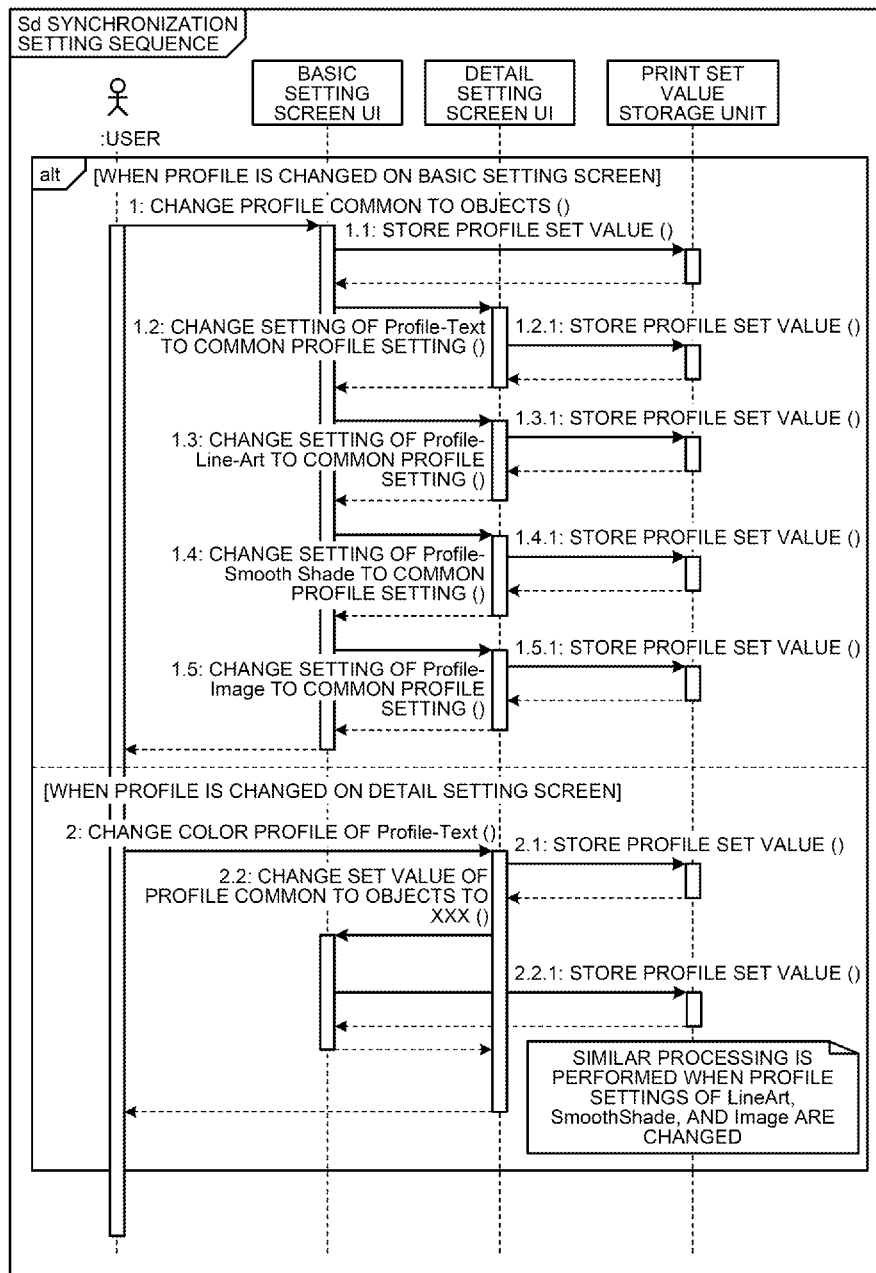 Sd SYNCHRONIZATION
SETTING SEQUENCE
:USER
BASIC
SETTING
SCREEN UI
DETAIL
SETTING
SCREEN UI
PRINT SET
VALUE
STORAGE UNIT
alt
[WHEN PROFILE IS CHANGED ON BASIC SETTING SCREEN]
1: CHANGE PROFILE COMMON TO OBJECTS ()
1.1: STORE PROFILE SET VALUE ()
1.2: CHANGE SETTING OF Profile-Text
TO COMMON PROFILE SETTING ()
1.2.1: STORE PROFILE SET VALUE ()
1.3: CHANGE SETTING OF Profile-
Line-Art TO COMMON PROFILE
SETTING ()
1.3.1: STORE PROFILE SET VALUE ()
1.4: CHANGE SETTING OF Profile-
Smooth Shade TO COMMON
PROFILE SETTING ()
1.4.1: STORE PROFILE SET VALUE ()
1.5: CHANGE SETTING OF Profile-
Image TO COMMON PROFILE
SETTING ()
1.5.1: STORE PROFILE SET VALUE ()
[WHEN PROFILE IS CHANGED ON DETAIL SETTING SCREEN]
2: CHANGE COLOR PROFILE OF Profile-Text ()
2.1: STORE PROFILE SET VALUE ()
2.2: CHANGE SET VALUE OF
PROFILE COMMON TO OBJECTS TO
XXX ()
2.2.1: STORE PROFILE SET VALUE ()
SIMILAR PROCESSING IS
PERFORMED WHEN PROFILE
SETTINGS OF LineArt,
SmoothShade, AND Image ARE
CHANGED